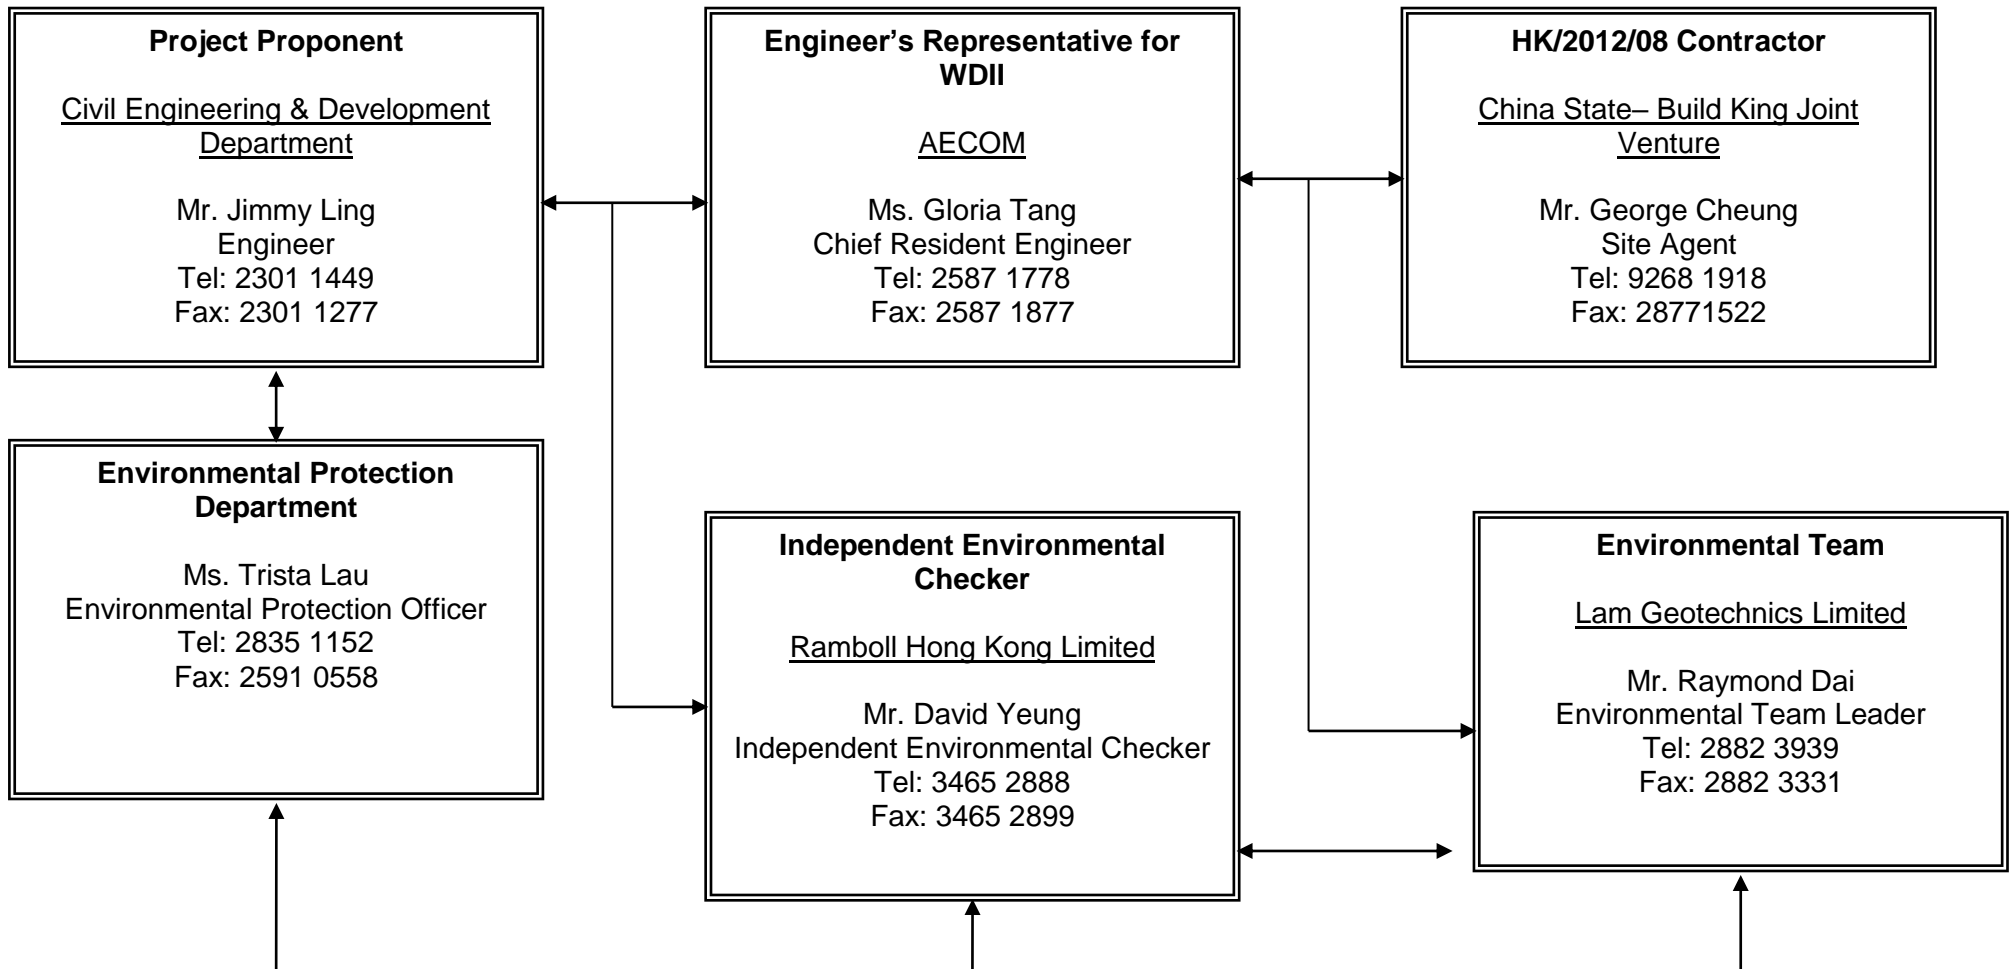 Project Proponent
Civil Engineering & Development
Department
Mr. Jimmy Ling
Engineer
Tel: 2301 1449
Fax: 2301 1277
Engineer’s Representative for
WDII
AECOM
Ms. Gloria Tang
Chief Resident Engineer
Tel: 2587 1778
Fax: 2587 1877
HK/2012/08 Contractor
China State– Build King Joint
Venture
Mr. George Cheung
Site Agent
Tel: 9268 1918
Fax: 28771522
Environmental Protection
Department
Ms. Trista Lau
Environmental Protection Officer
Tel: 2835 1152
Fax: 2591 0558
Independent Environmental
Checker
Ramboll Hong Kong Limited
Mr. David Yeung
Independent Environmental Checker
Tel: 3465 2888
Fax: 3465 2899
Environmental Team
Lam Geotechnics Limited
Mr. Raymond Dai
Environmental Team Leader
Tel: 2882 3939
Fax: 2882 3331